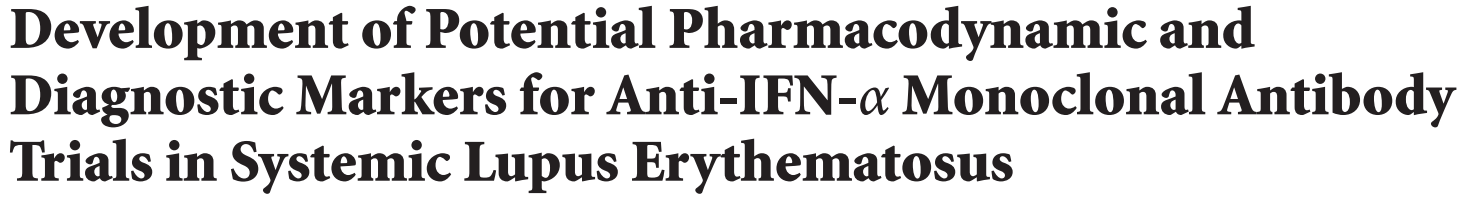 Development of Potential Pharmacodynamic and
Diagnostic Markers for Anti-IFN-α Monoclonal Antibody
Trials in Systemic Lupus Erythematosus